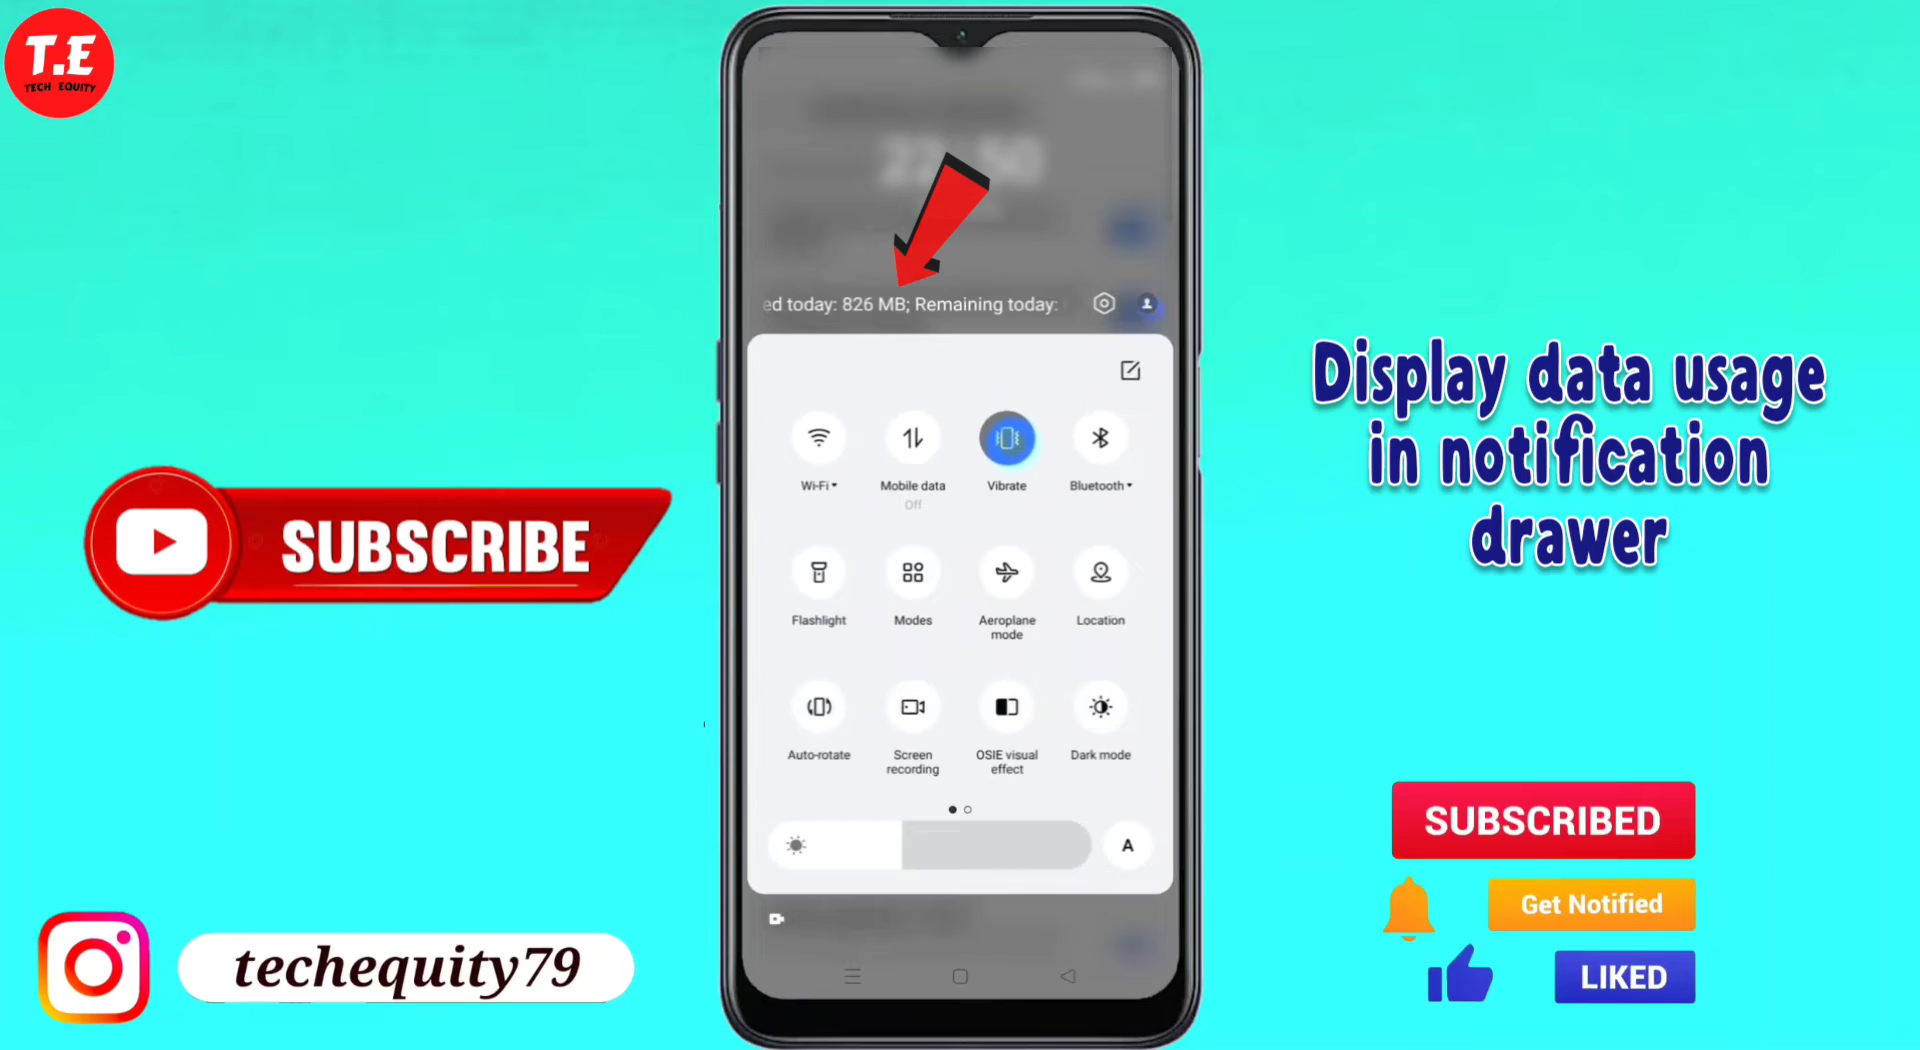 T.E
TECH EQUITY
ed today: 826 MB; Remaining today:
Wi-Fi
Mobile data
Off
Vibrate
Bluetooth
Flashlight
Modes
Aeroplane
mode
Location
Auto-rotate
Screen
recording
OSIE visual
effect
Dark mode
A
SUBSCRIBE
techequity79
Display data usage
in notification
drawer
SUBSCRIBED
Get Notified
LIKED